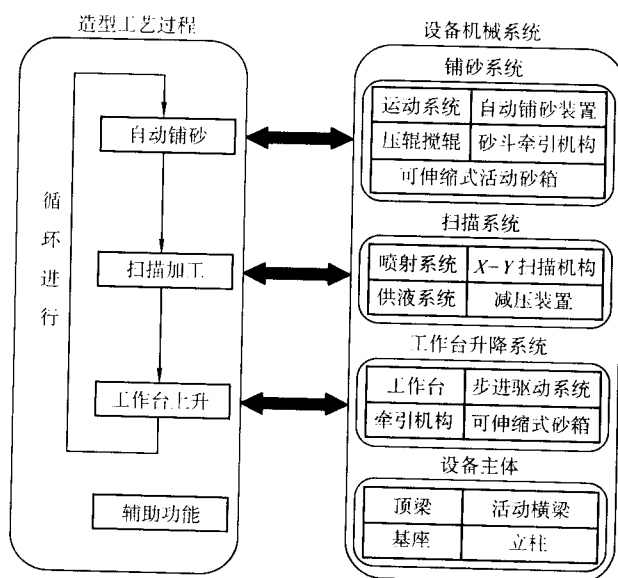 造型工艺过程
循环进行
自动铺砂
扫描加工
工作台上升
辅助功能
设备机械系统
铺砂系统
运动系统 自动铺砂装置
压辊搅辊 砂斗牵引机构
可伸缩式活动砂箱
扫描系统
喷射系统 X-Y扫描机构
供液系统 减压装置
工作台升降系统
工作台 步进驱动系统
牵引机构 可伸缩式砂箱
设备主体
顶梁 活动横梁
基座 立柱